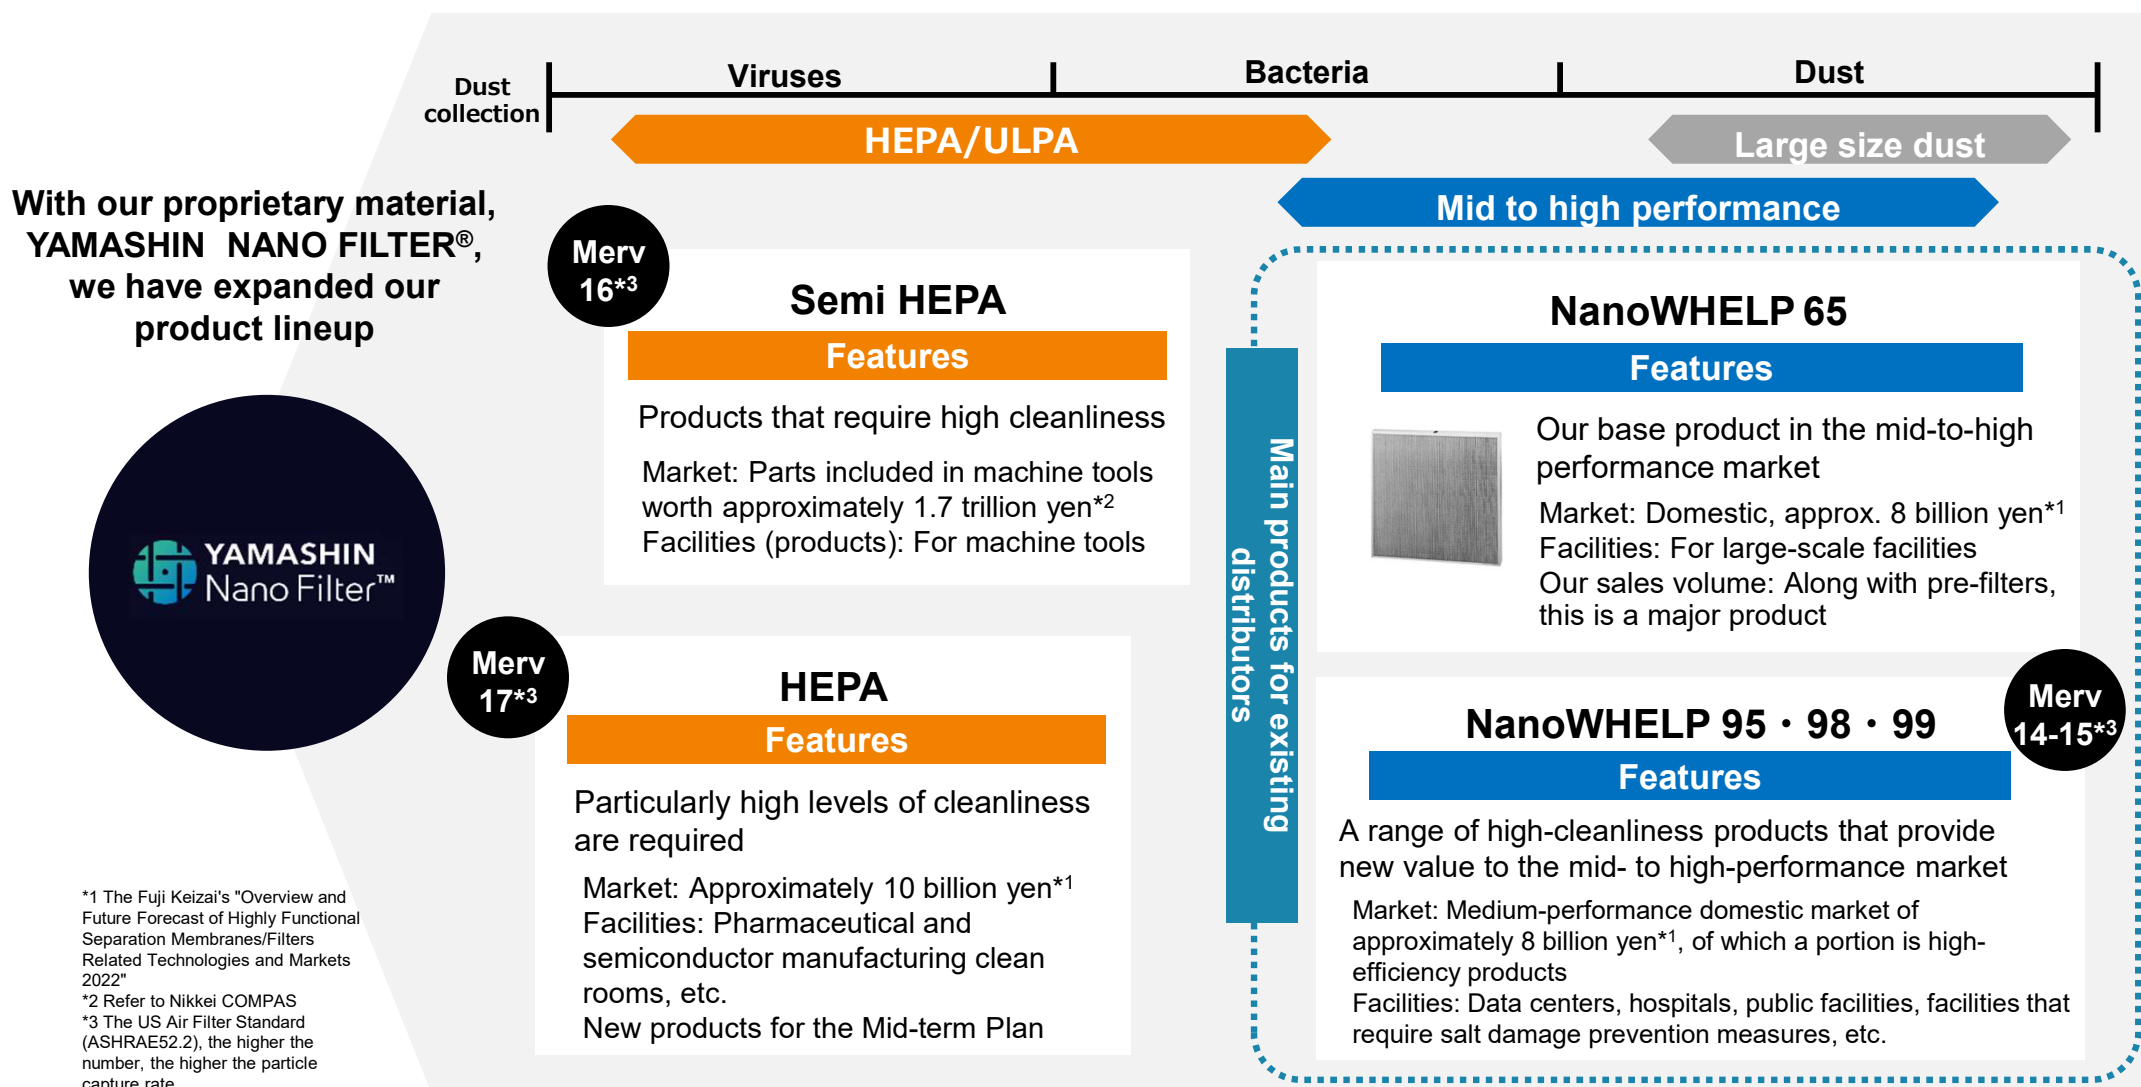 Dust
collection
Viruses
Bacteria
Dust
HEPA/ULPA
Large size dust
Mid to high performance
With our proprietary material,
YAMASHIN NANO FILTER®,
we have expanded our
product lineup
YAMASHIN
Nano Filter™
Merv
16*3
Semi HEPA
Features
Products that require high cleanliness
Market: Parts included in machine tools
worth approximately 1.7 trillion yen*2
Facilities (products): For machine tools
Merv
17*3
HEPA
Features
Particularly high levels of cleanliness
are required
Market: Approximately 10 billion yen*1
Facilities: Pharmaceutical and
semiconductor manufacturing clean
rooms, etc.
New products for the Mid-term Plan
Main products for existing
distributors
NanoWHELP 65
Features
Our base product in the mid-to-high
performance market
Market: Domestic, approx. 8 billion yen*1
Facilities: For large-scale facilities
Our sales volume: Along with pre-filters,
this is a major product
Merv
14-15*3
NanoWHELP 95・98・99
Features
A range of high-cleanliness products that provide
new value to the mid- to high-performance market
Market: Medium-performance domestic market of
approximately 8 billion yen*1, of which a portion is high-
efficiency products
Facilities: Data centers, hospitals, public facilities, facilities that
require salt damage prevention measures, etc.
*1 The Fuji Keizai's "Overview and
Future Forecast of Highly Functional
Separation Membranes/Filters
Related Technologies and Markets
2022"
*2 Refer to Nikkei COMPAS
*3 The US Air Filter Standard
(ASHRAE52.2), the higher the
number, the higher the particle
capture rate